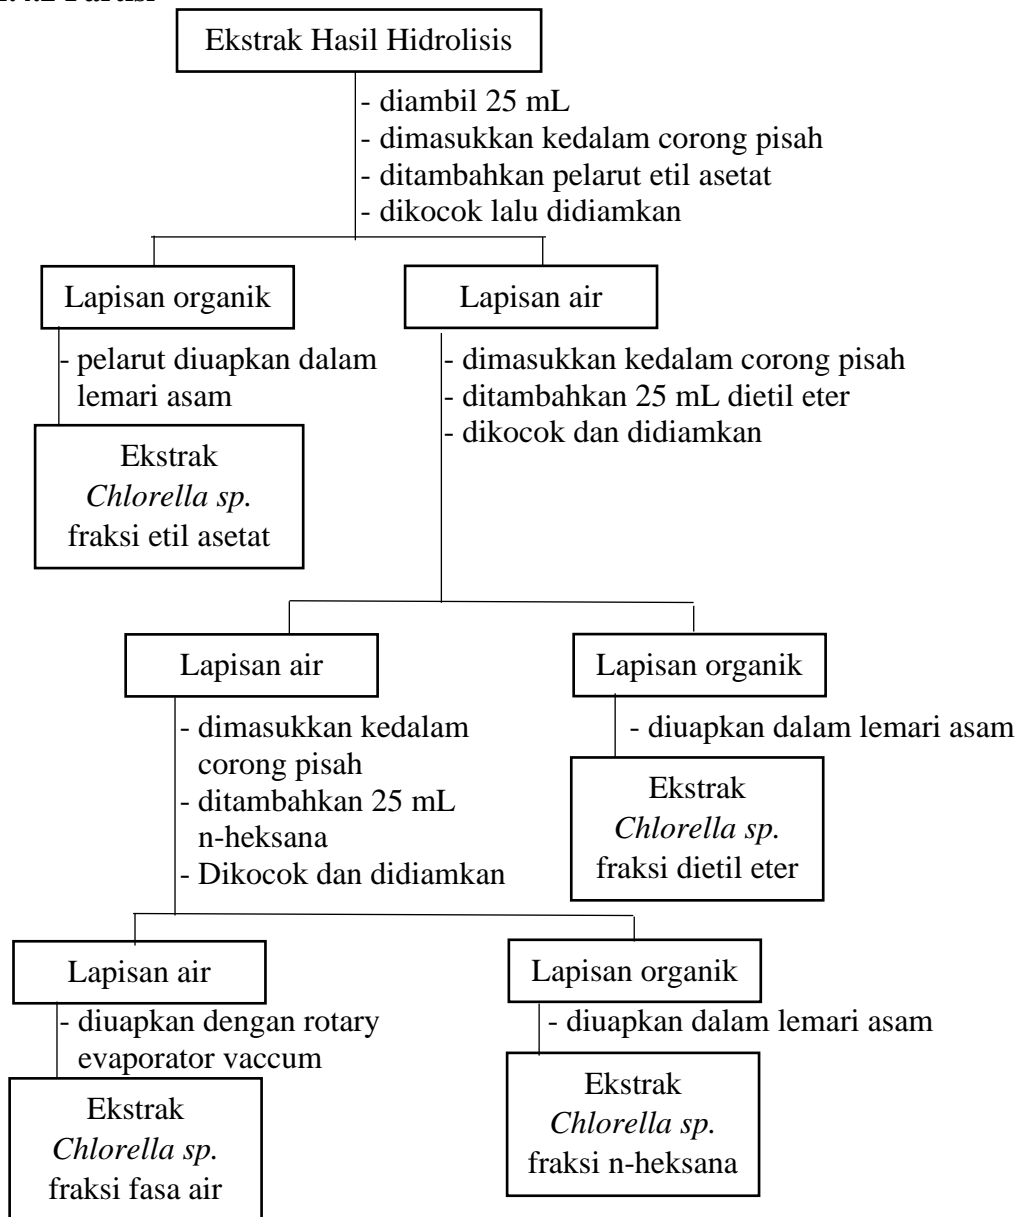 Ekstrak Hasil Hidrolisis
- diambil 25 mL
- dimasukkan kedalam corong pisah
- ditambahkan pelarut etil asetat
- dikocok lalu didiamkan
Lapisan organik
Lapisan air
- pelarut diuapkan dalam
lemari asam
- dimasukkan kedalam corong pisah
- ditambahkan 25 mL dietil eter
- dikocok dan didiamkan
Ekstrak
Chlorella sp.
fraksi etil asetat
Lapisan air
Lapisan organik
- dimasukkan kedalam
corong pisah
- ditambahkan 25 mL
n-heksana
- Dikocok dan didiamkan
- diuapkan dalam lemari asam
Ekstrak
Chlorella sp.
fraksi dietil eter
Lapisan air
Lapisan organik
- diuapkan dengan rotary
evaporator vaccum
- diuapkan dalam lemari asam
Ekstrak
Chlorella sp.
fraksi fasa air
Ekstrak
Chlorella sp.
fraksi n-heksana